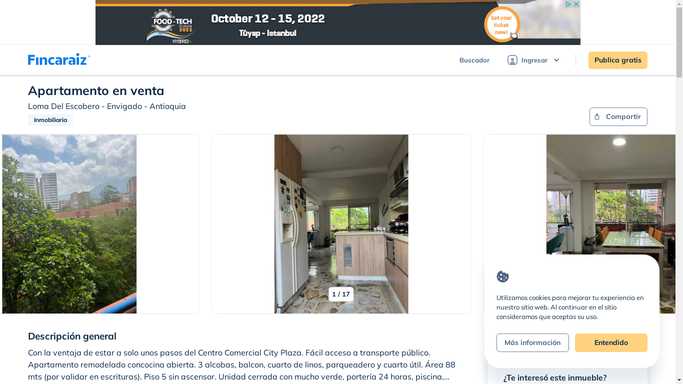 FOOD-TECH
October 12 - 15, 2022
Tüyap - Istanbul
Get your
ticket
now!
Fincaraiz
Buscador
Ingresar
Publica gratis
Apartamento en venta
Loma Del Escobero - Envigado - Antioquia
Inmobiliaria
Compartir
1 / 17
Utilizamos cookies para mejorar tu experiencia en
nuestro sitio web. Al continuar en el sitio
consideramos que aceptas su uso.
Más información
Entendido
Descripción general
Con la ventaja de estar a solo unos pasos del Centro Comercial City Plaza. Fácil acceso a transporte público.
Apartamento remodelado concocina abierta. 3 alcobas, balcon, cuarto de linos, parqueadero y cuarto útil. Área 88
mts (por validar en escrituras). Piso 5 sin ascensor. Unidad cerrada con mucho verde, portería 24 horas, piscina,...
¿Te interesó este inmueble?